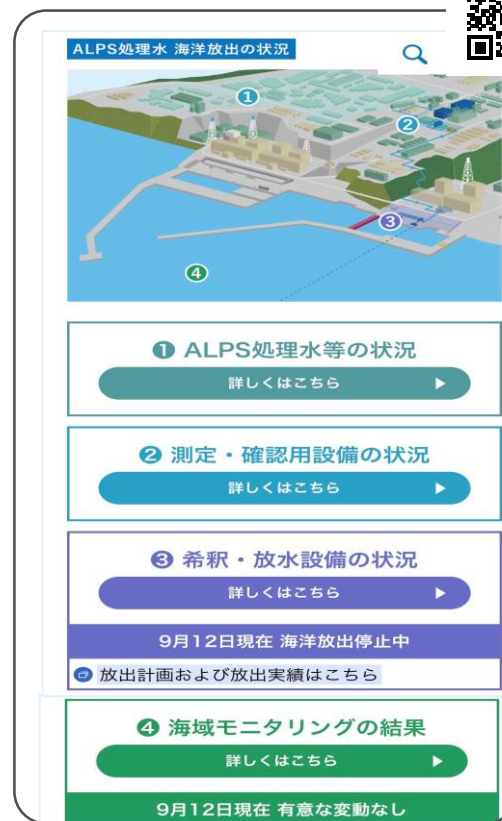 ALPS処理水 海洋放出の状況
1
2
3
4
❶ ALPS処理水等の状況
詳しくはこちら ▶
❷ 測定・確認用設備の状況
詳しくはこちら ▶
❸ 希釈・放水設備の状況
詳しくはこちら ▶
9月12日現在 海洋放出停止中
放出計画および放出実績はこちら
❹ 海域モニタリングの結果
詳しくはこちら ▶
9月12日現在 有意な変動なし